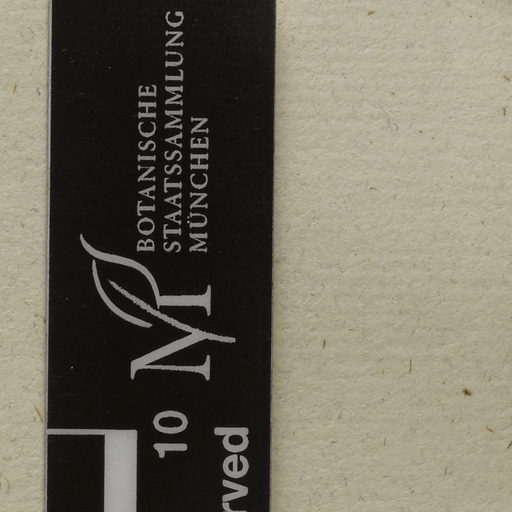 BOTANISCHE
STAATSSAMMLUNG
MÜNCHEN
M
10
rved